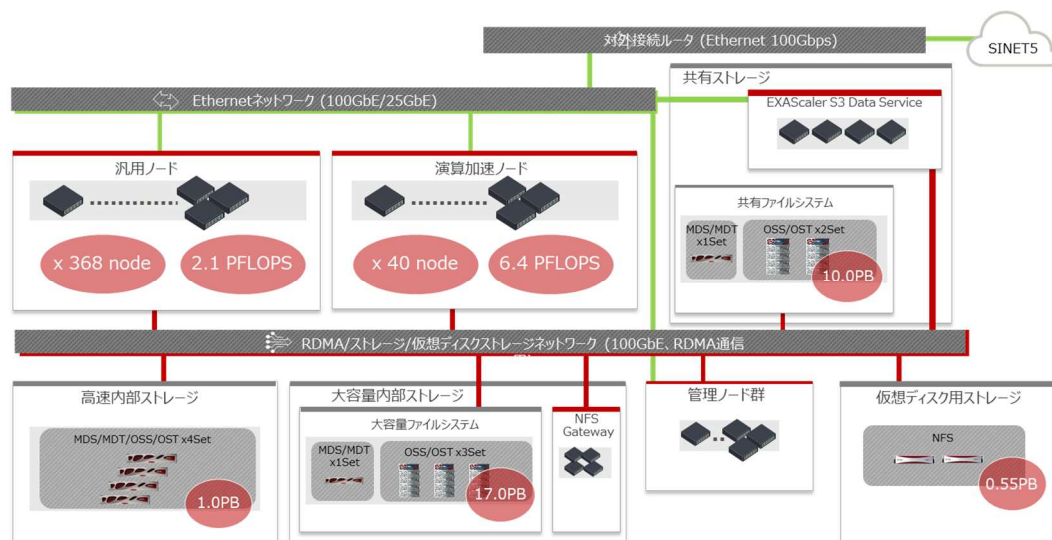 対外接続ルータ (Ethernet 100Gbps)
SINET5
共有ストレージ
Ethernetネットワーク (100GbE/25GbE)
EXAScaler S3 Data Service
汎用ノード
演算加速ノード
x 368 node
2.1 PFLOPS
x 40 node
6.4 PFLOPS
共有ファイルシステム
MDS/MDT
x1Set
OSS/OST x2Set
10.0PB
RDMA/ストレージ/仮想ディスクストレージネットワーク (100GbE、RDMA通信
高速内部ストレージ
MDS/MDT/OSS/OST x4Set
1.0PB
大容量内部ストレージ
大容量ファイルシステム
MDS/MDT
x1Set
OSS/OST x3Set
17.0PB
NFS
Gateway
管理ノード群
仮想ディスク用ストレージ
NFS
0.55PB